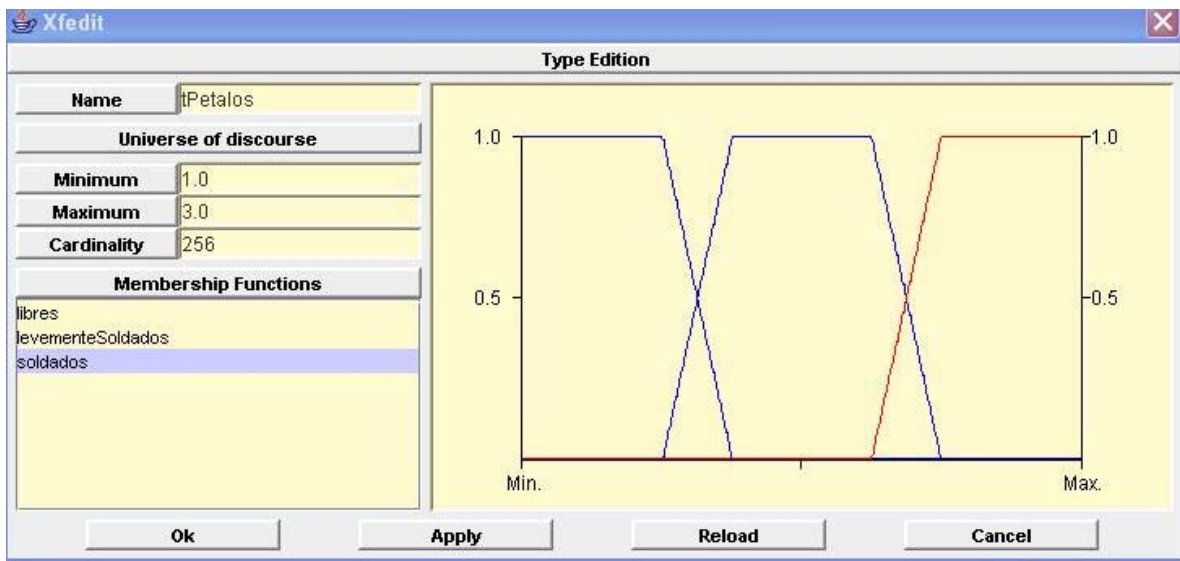 Xfedit
Type Edition
Name tPetalos
Universe of discourse
Minimum 1.0
Maximum 3.0
Cardinality 256
Membership Functions
libres
levementeSoldados
soldados
1.0 1.0
0.5 0.5
Min. Max.
Ok Apply Reload Cancel